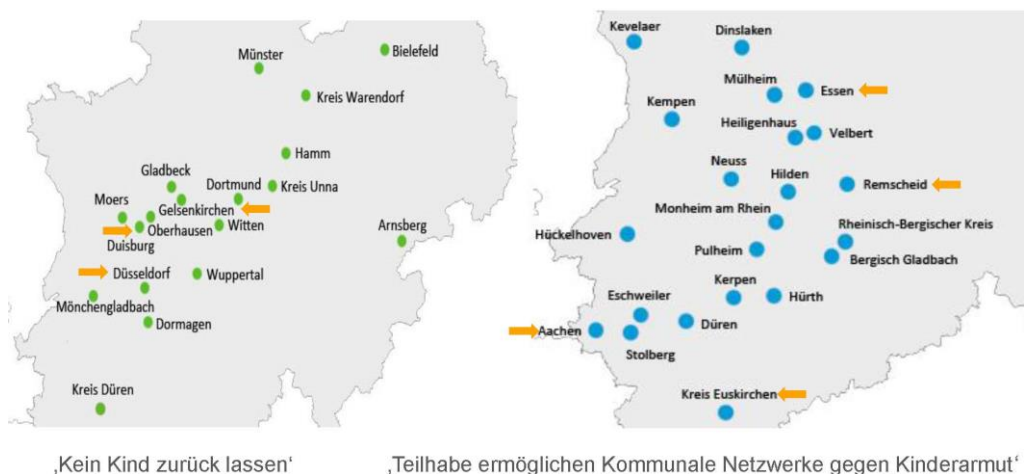 Münster
Bielefeld
Kreis Warendorf
Hamm
Gladbeck
Dortmund
Kreis Unna
Moers
Gelsenkirchen
Oberhausen
Witten
Duisburg
Arnsberg
Düsseldorf
Wuppertal
Mönchengladbach
Dormagen
Kreis Düren
Kevelaer
Dinslaken
Mülheim
Essen
Kempen
Heiligenhaus
Velbert
Neuss
Hilden
Remscheid
Monheim am Rhein
Rheinisch-Bergischer Kreis
Hückelhoven
Pulheim
Bergisch Gladbach
Kerpen
Hürth
Eschweiler
Aachen
Düren
Stolberg
Kreis Euskirchen
‚Kein Kind zurück lassen‘
‚Teilhabe ermöglichen Kommunale Netzwerke gegen Kinderarmut‘